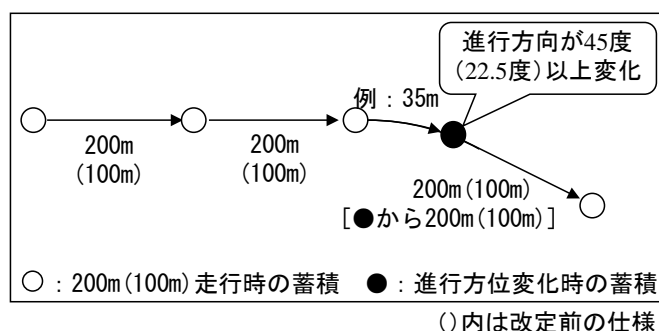 進行方向が45度
（22.5度）以上変化
例：35m
200m
(100m)
200m
(100m)
200m(100m)
[●から200m(100m)]
○：200m(100m)走行時の蓄積　●：進行方位変化時の蓄積
()内は改定前の仕様